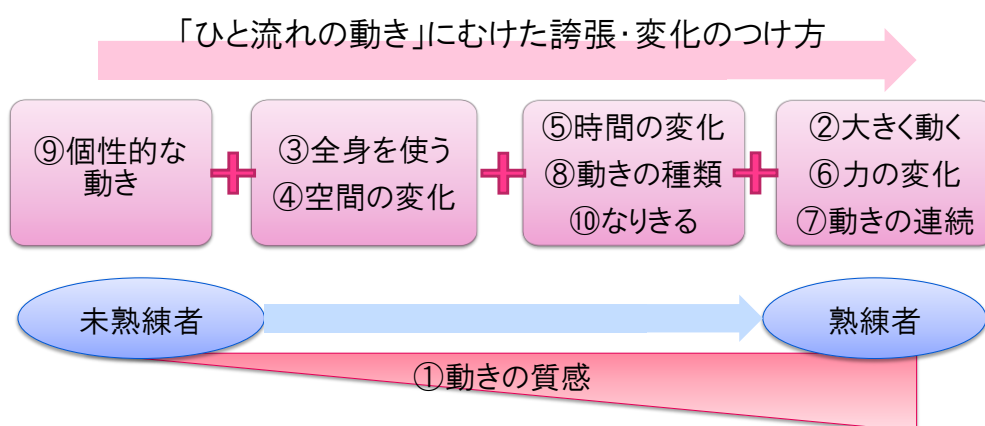 「ひと流れの動き」にむけた誇張・変化のつけ方
⑨個性的な
動き
③全身を使う
④空間の変化
⑤時間の変化
⑧動きの種類
⑩なりきる
②大きく動く
⑥力の変化
⑦動きの連続
未熟練者
熟練者
①動きの質感